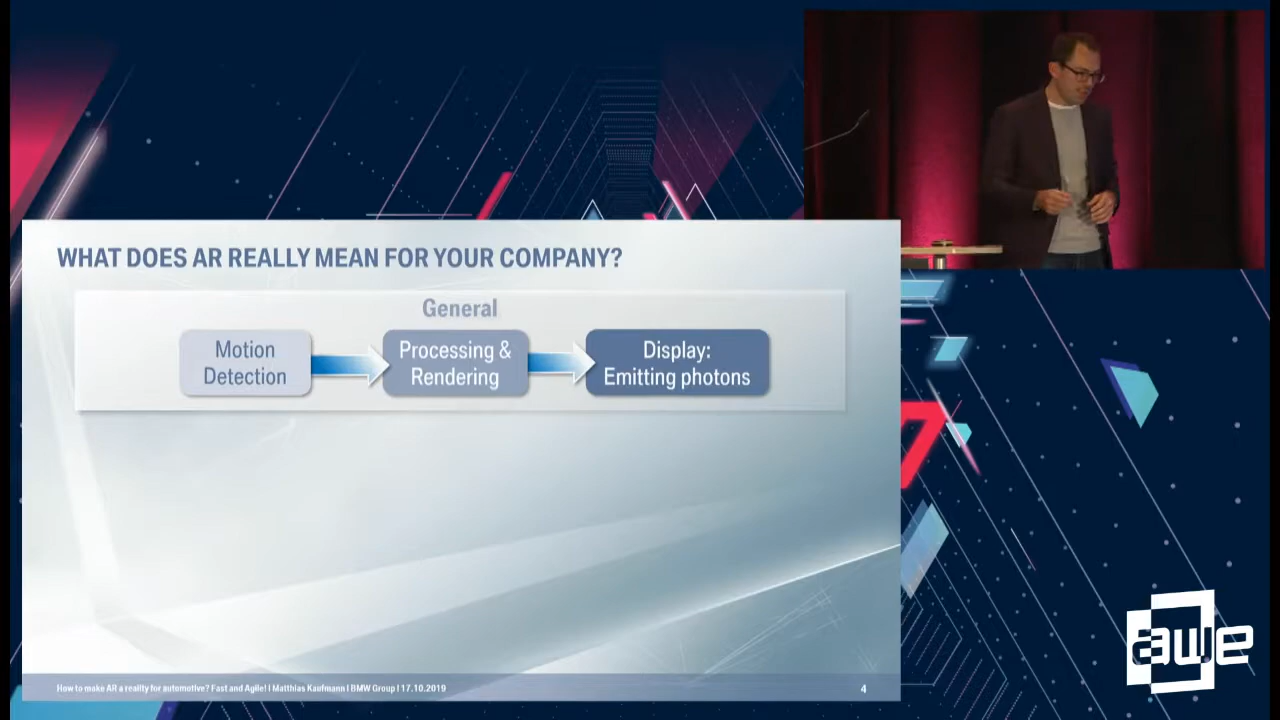 WHAT DOES AR REALLY MEAN FOR YOUR COMPANY?
General
Motion
Detection
Processing &
Rendering
Display:
Emitting photons
How to make AR a reality for automotive? Fast and Agile! | Matthias Kaufmann | BMW Group | 17.10.2019
4
awe